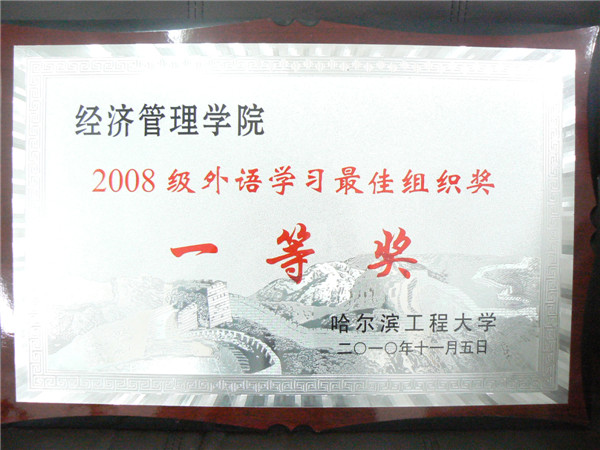 经济管理学院
2008级外语学习最佳组织奖
一等奖
哈尔滨工程大学
二〇一〇年十一月五日